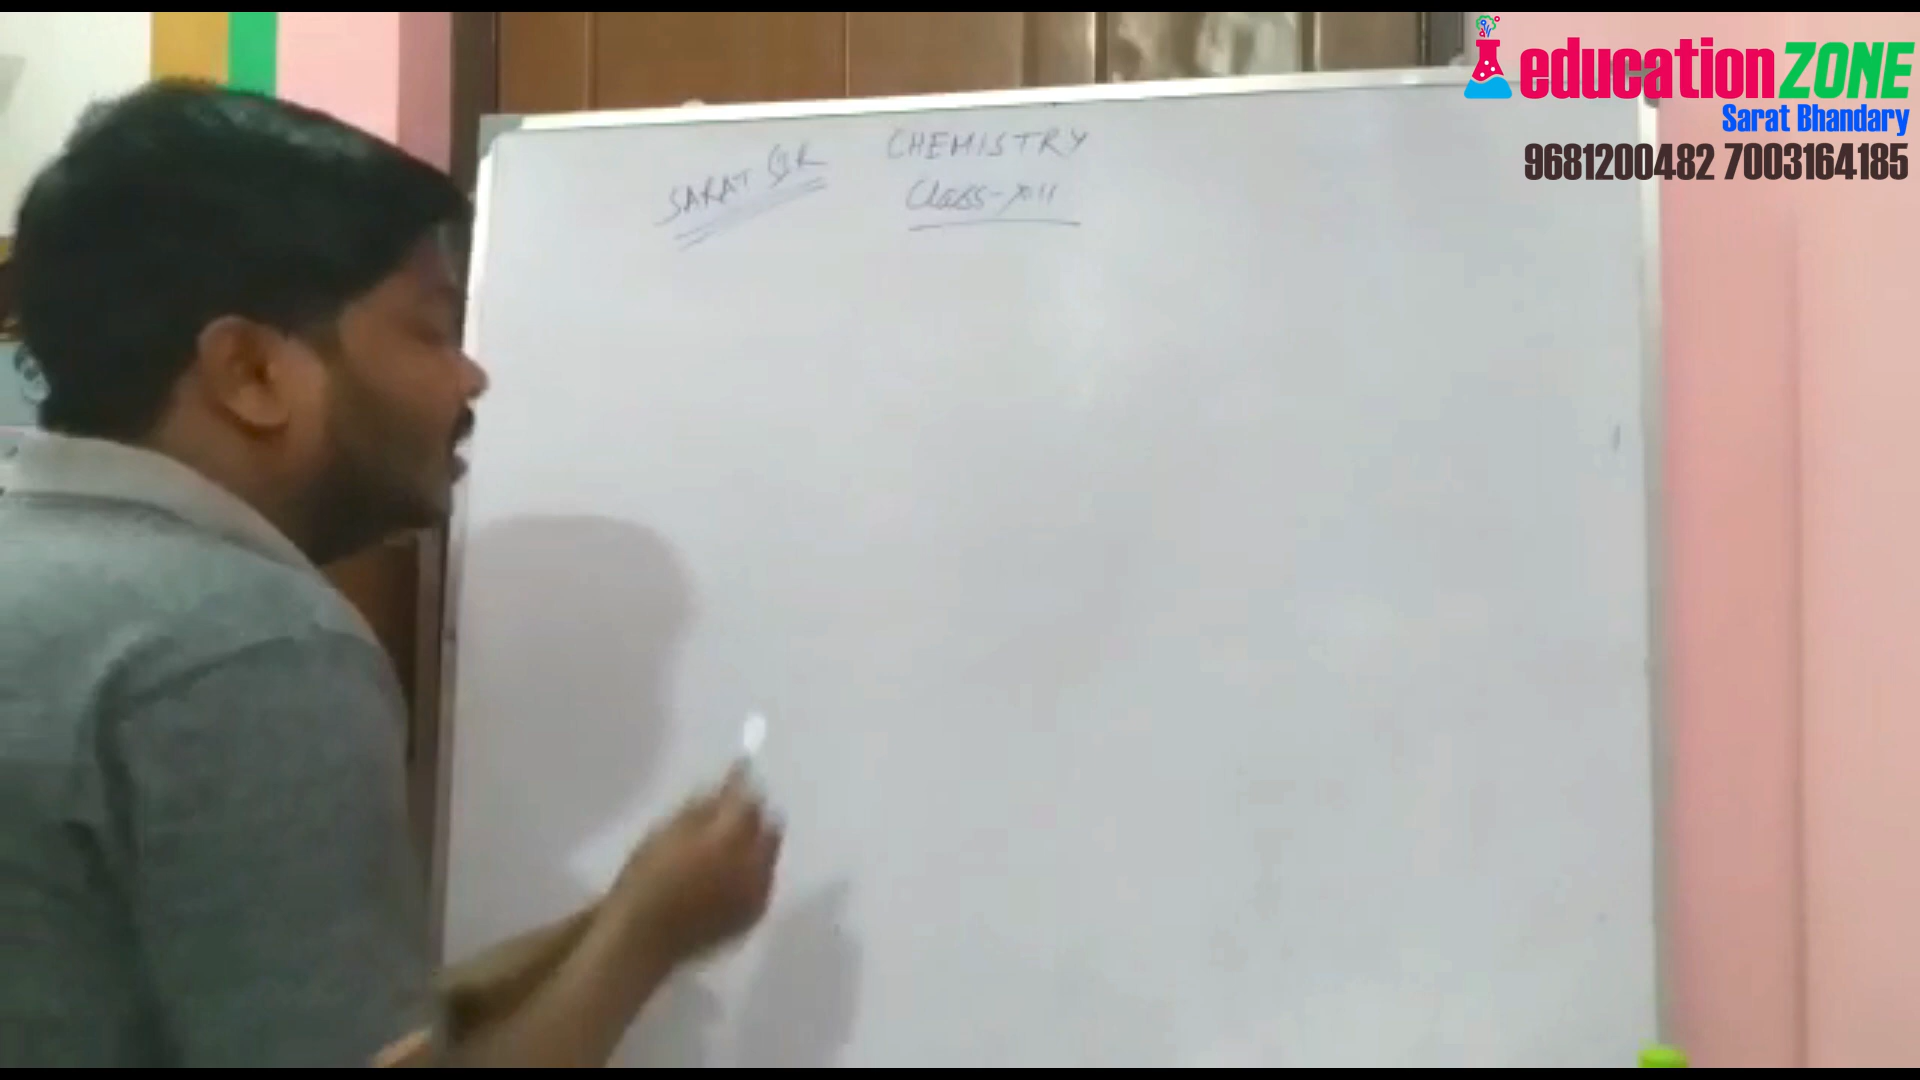 educationZONE
Sarat Bhandary
9681200482 7003164185
SARAT SIR
CHEMISTRY
Class-XII